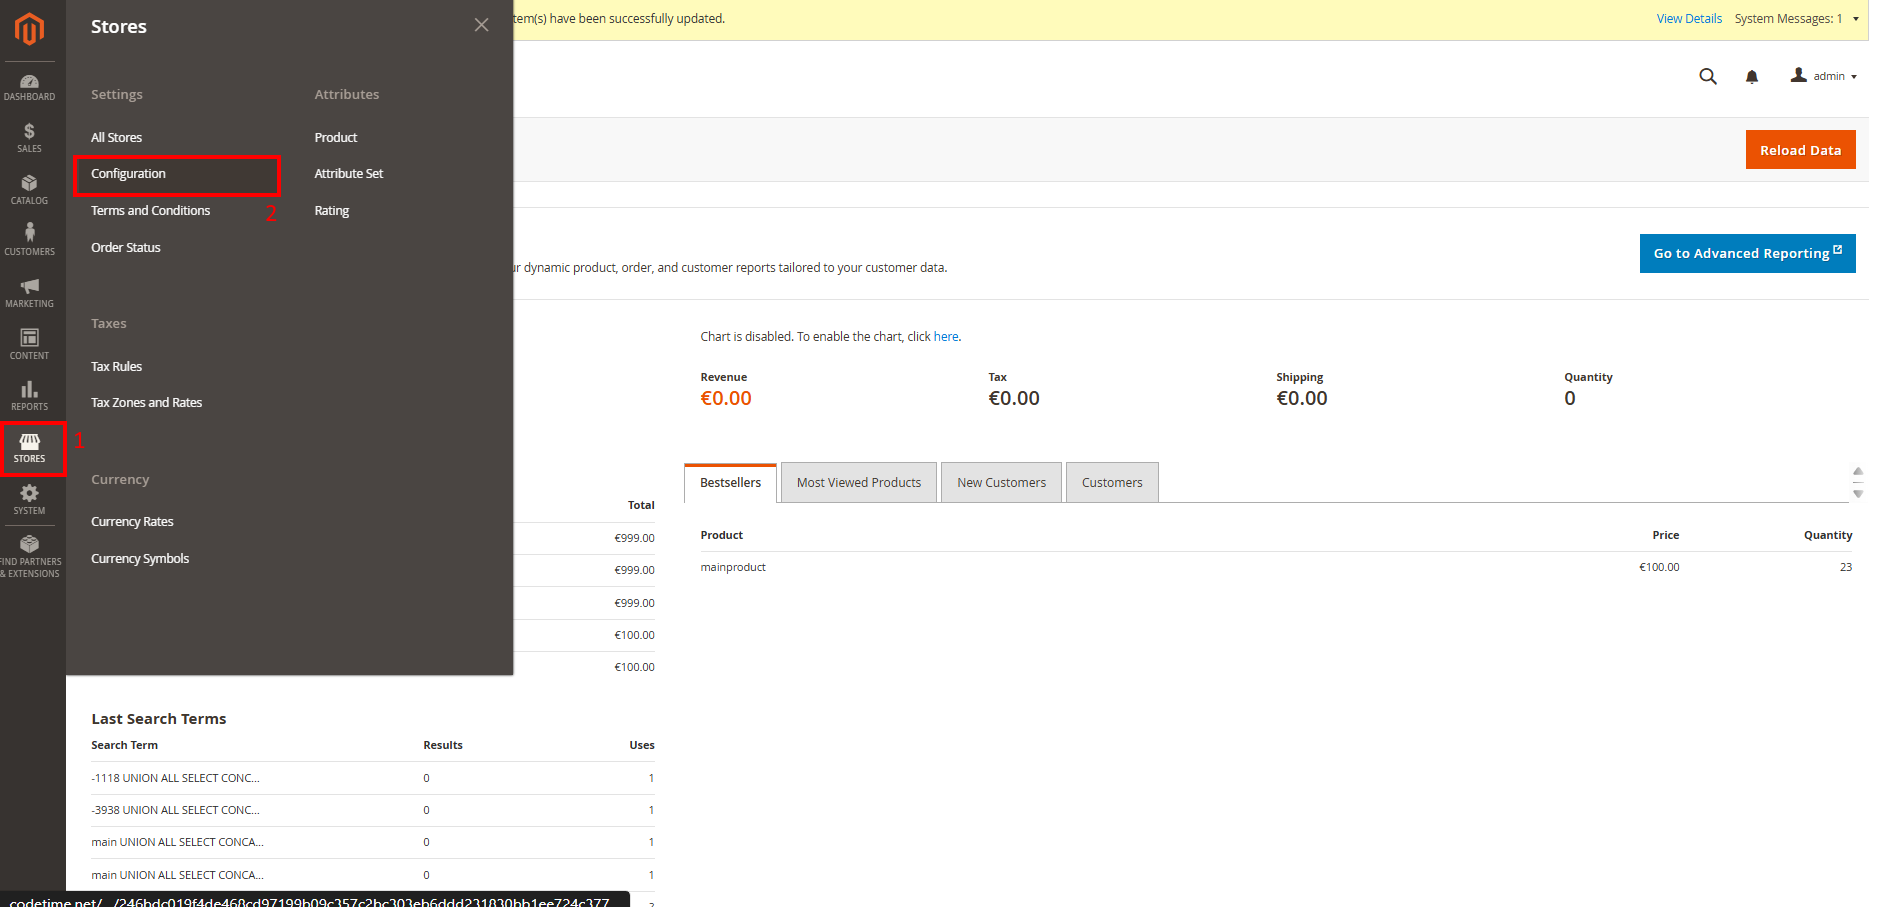 Stores
tem(s) have been successfully updated.
View Details
System Messages: 1
admin
DASHBOARD
SALES
CATALOG
CUSTOMERS
MARKETING
CONTENT
REPORTS
STORES
1
SYSTEM
FIND PARTNERS
& EXTENSIONS
Settings
All Stores
Configuration
2
Terms and Conditions
Order Status
Attributes
Product
Attribute Set
Rating
Taxes
Tax Rules
Tax Zones and Rates
Currency
Currency Rates
Currency Symbols
Reload Data
ur dynamic product, order, and customer reports tailored to your customer data.
Go to Advanced Reporting
Chart is disabled. To enable the chart, click here.
Revenue Tax Shipping Quantity
€0.00 €0.00 €0.00 0
Total
€999.00
€999.00
€999.00
€100.00
€100.00
Bestsellers Most Viewed Products New Customers Customers
Product Price Quantity
mainproduct €100.00 23
Last Search Terms
Search Term Results Uses
-1118 UNION ALL SELECT CONC... 0 1
-3938 UNION ALL SELECT CONC... 0 1
main UNION ALL SELECT CONCA... 0 1
main UNION ALL SELECT CONCA... 0 1